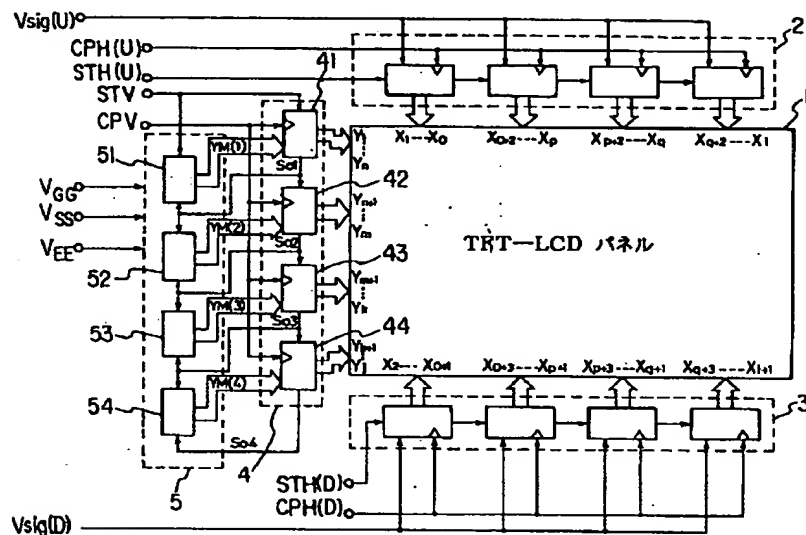 Vsig(U)
CPH(U)
STH(U)
STV
CPV
2
41
1
51
YM(1)
So1
X1---Xo
Xo+2---Xp
Xp+2---Xq
Xq+2---Xl
Y1
Yn
VGG
VSS
VEE
42
YM(2)
So2
Yn+1
Ym
TFT-LCD パネル
52
43
YM(3)
So3
Ym+1
Yk
53
44
YM(4)
Yk+1
Yj
54
So4
X2---Xo+1
Xo+3---Xp+1
Xp+3---Xq+1
Xq+3---Xl+1
4
5
3
STH(D)
CPH(D)
Vsig(D)